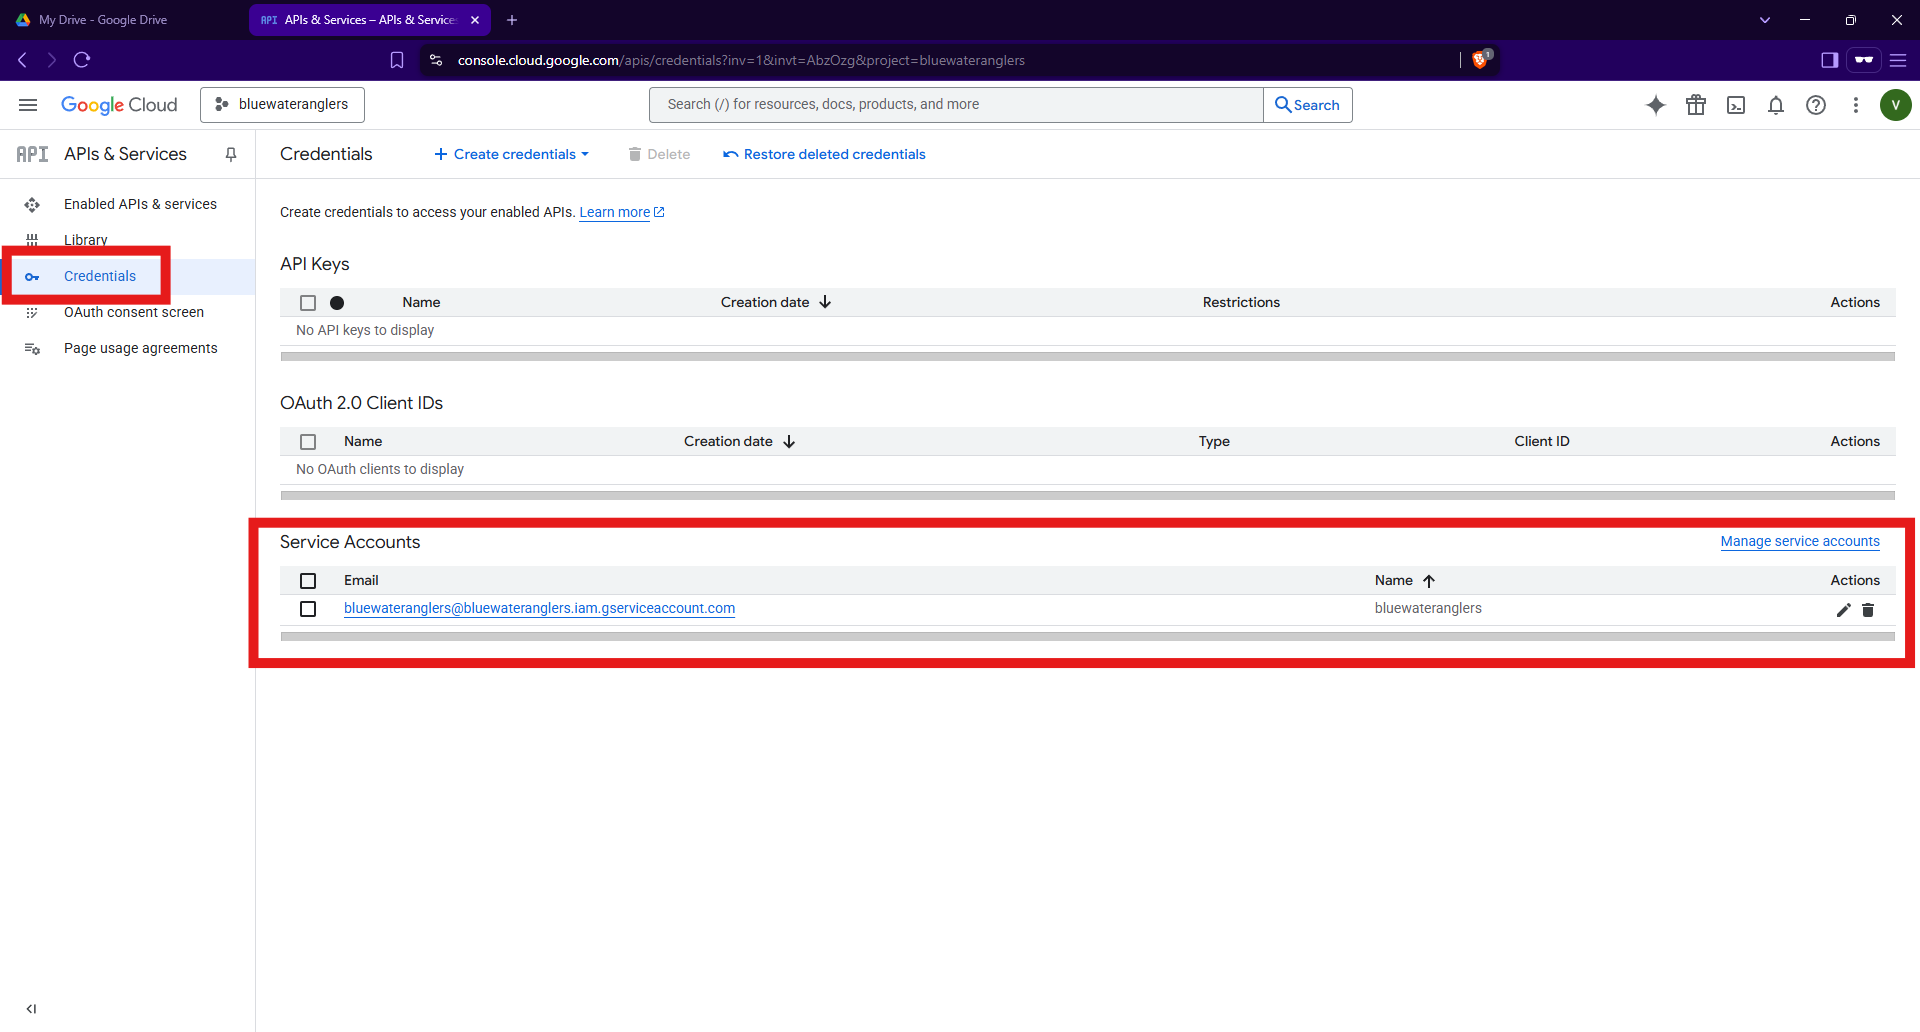 My Drive - Google Drive
API APIs & Services – APIs & Service
console.cloud.google.com/apis/credentials?inv=1&invt=AbzOzg&project=bluewateranglers
1
Google Cloud
bluewateranglers
Search (/) for resources, docs, products, and more
Search
V
API APIs & Services
Credentials
Create credentials
Delete
Restore deleted credentials
Enabled APIs & services
Library
Credentials
OAuth consent screen
Page usage agreements
Create credentials to access your enabled APIs. Learn more
API Keys
Name Creation date Restrictions Actions
No API keys to display
OAuth 2.0 Client IDs
Name Creation date Type Client ID Actions
No OAuth clients to display
Service Accounts
Manage service accounts
Email Name Actions
bluewateranglers@bluewateranglers.iam.gserviceaccount.com bluewateranglers